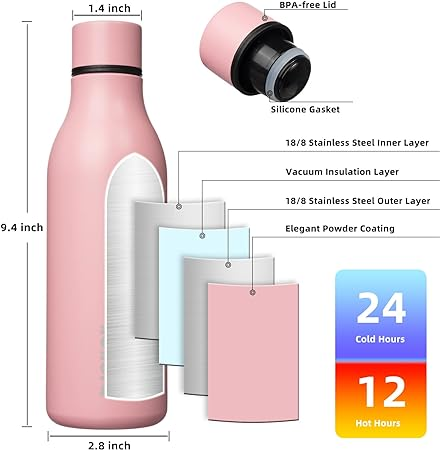 1.4 inch
BPA-free Lid
Silicone Gasket
18/8 Stainless Steel Inner Layer
Vacuum Insulation Layer
18/8 Stainless Steel Outer Layer
Elegant Powder Coating
9.4 inch
24
Cold Hours
12
Hot Hours
2.8 inch